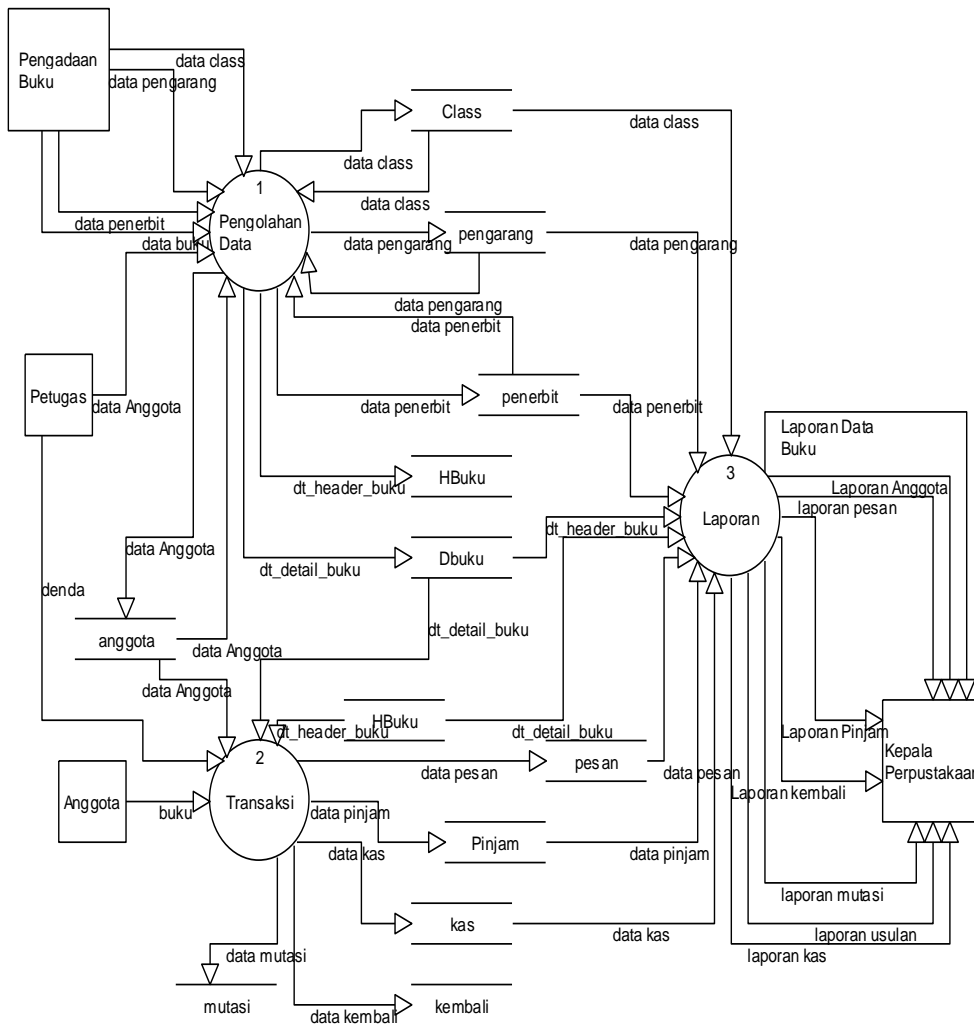 Pengadaan
Buku
data class
data pengarang
Class
data class
data class
1
data class
data penerbit
data buku
Pengolahan
Data
data pengarang
pengarang
data pengarang
data pengarang
data penerbit
Petugas
data Anggota
data penerbit
penerbit
data penerbit
Laporan Data
Buku
3
HBuku
dt_header_buku
Laporan Anggota
laporan pesan
Laporan
dt_header_buku
data Anggota
Dbuku
dt_detail_buku
denda
dt_detail_buku
anggota
data Anggota
data Anggota
HBuku
dt_header_buku
dt_detail_buku
Laporan Pinjam
Kepala
Perpustakaan
2
pesan
data pesan
data pesan
Laporan kembali
Anggota
buku
Transaksi
data pinjam
Pinjam
data kas
data pinjam
laporan mutasi
kas
data kas
laporan usulan
laporan kas
data mutasi
mutasi
kembali
data kembali